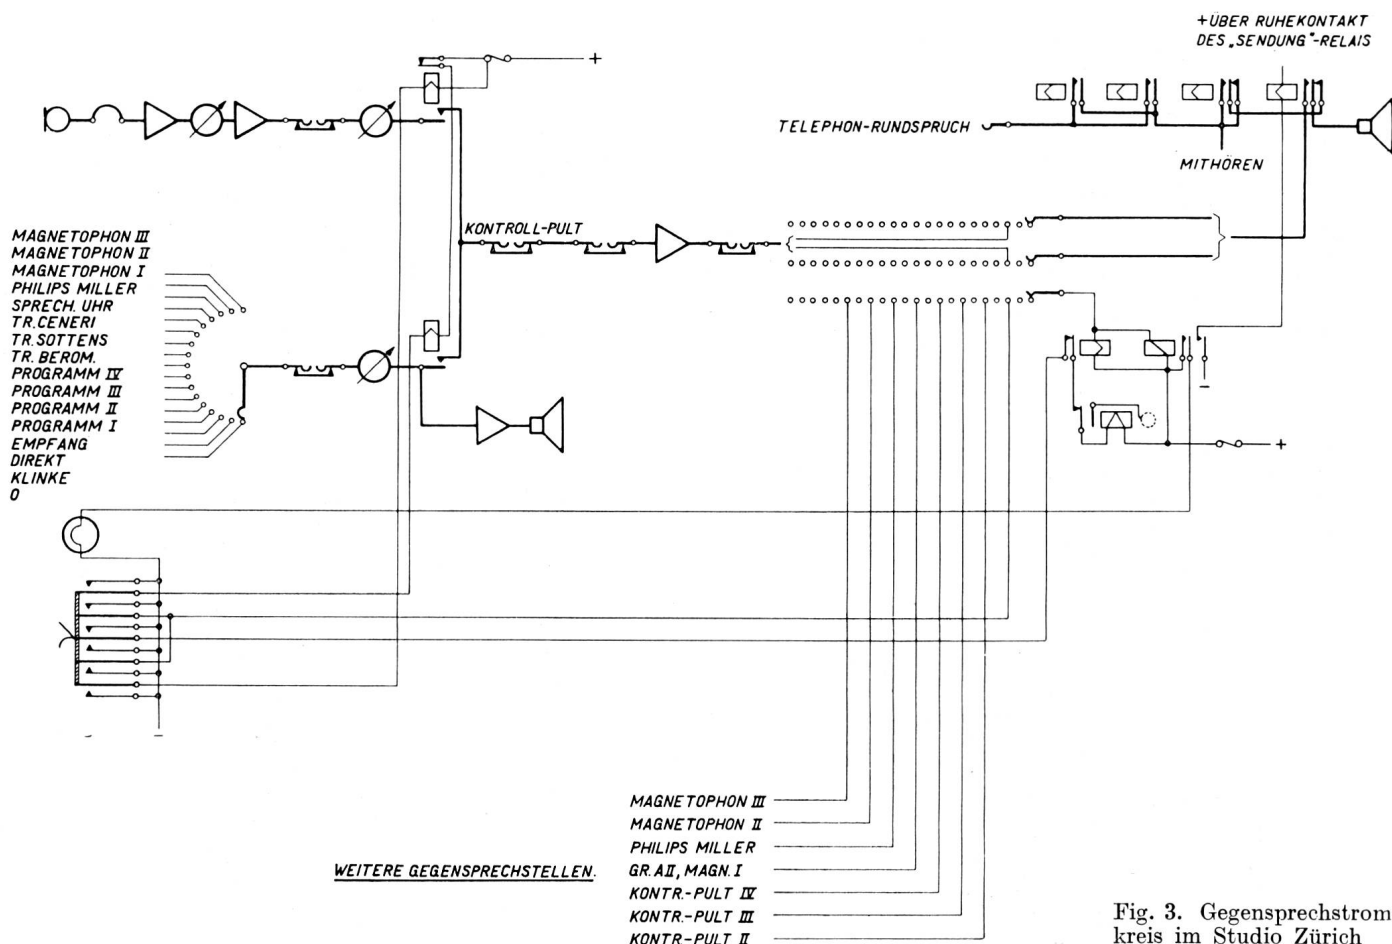 +ÜBER RUHEKONTAKT
DES „SENDUNG"-RELAIS
+
TELEPHON-RUNDSPRUCH
MITHÖREN
KONTROLL-PULT
MAGNETOPHON III
MAGNETOPHON II
MAGNETOPHON I
PHILIPS MILLER
SPRECH. UHR
TR. CENERI
TR. SOTTENS
TR. BEROM.
PROGRAMM IV
PROGRAMM III
PROGRAMM II
PROGRAMM I
EMPFANG
DIREKT
KLINKE
0
–
+
–
WEITERE GEGENSPRECHSTELLEN.
MAGNETOPHON III
MAGNETOPHON II
PHILIPS MILLER
GR. AII, MAGN. I
KONTR.-PULT IV
KONTR.-PULT III
KONTR.-PULT II
Fig. 3. Gegensprechstrom
kreis im Studio Zürich